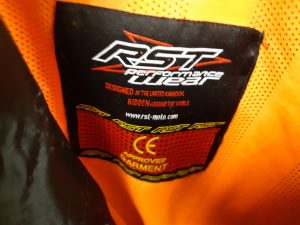 RST
Performance
Wear
DESIGNED IN THE UNITED KINGDOM,
RIDDEN AROUND THE WORLD
www.rst-moto.com
RST RST RST RST
CE
APPROVED
GARMENT